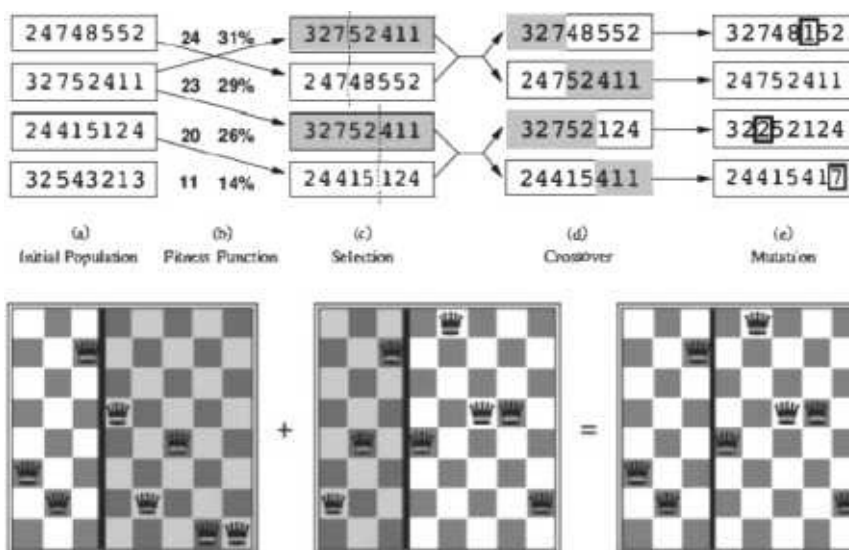 24748552 24 31% 32752411 32748552 32748152
32752411 23 29% 24748552 24752411 24752411
24415124 20 26% 32752411 32752124 32252124
32543213 11 14% 24415124 24415411 24415417
(a) (b) (c) (d) (e)
Initial Population Fitness Function Selection Crossover Mutation
+ =